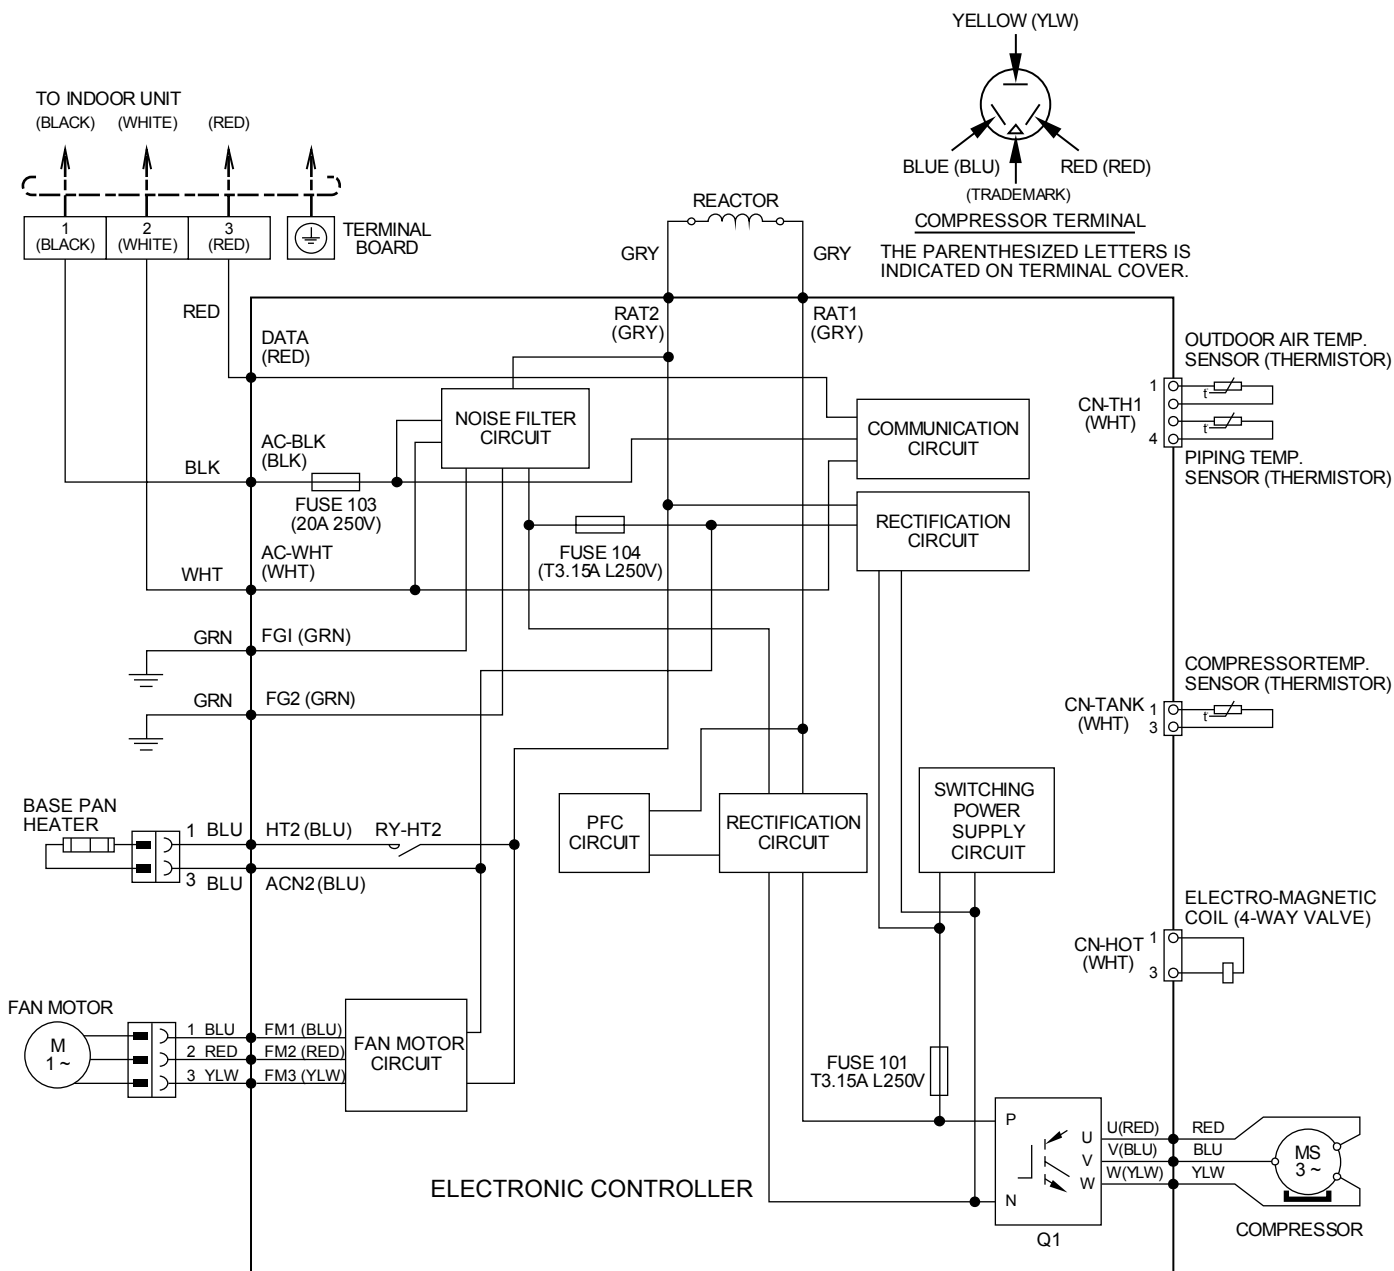 YELLOW (YLW)
BLUE (BLU)
RED (RED)
(TRADEMARK)
COMPRESSOR TERMINAL
THE PARENTHESIZED LETTERS IS
INDICATED ON TERMINAL COVER.
TO INDOOR UNIT
(BLACK)
(WHITE)
(RED)
1
(BLACK)
2
(WHITE)
3
(RED)
TERMINAL
BOARD
REACTOR
GRY
GRY
RAT2
(GRY)
RAT1
(GRY)
RED
DATA
(RED)
NOISE FILTER
CIRCUIT
COMMUNICATION
CIRCUIT
BLK
AC-BLK
(BLK)
FUSE 103
(20A 250V)
RECTIFICATION
CIRCUIT
FUSE 104
(T3.15A L250V)
WHT
AC-WHT
(WHT)
GRN
FGI (GRN)
GRN
FG2 (GRN)
OUTDOOR AIR TEMP.
SENSOR (THERMISTOR)
CN-TH1
(WHT)
1
4
t
t
PIPING TEMP.
SENSOR (THERMISTOR)
COMPRESSORTEMP.
SENSOR (THERMISTOR)
CN-TANK
(WHT)
1
3
t
BASE PAN
HEATER
1
BLU
HT2 (BLU)
RY-HT2
3
BLU
ACN2(BLU)
PFC
CIRCUIT
RECTIFICATION
CIRCUIT
SWITCHING
POWER
SUPPLY
CIRCUIT
ELECTRO-MAGNETIC
COIL (4-WAY VALVE)
CN-HOT
(WHT)
1
3
FAN MOTOR
M
1 ~
1 BLU
FM1 (BLU)
2 RED
FM2 (RED)
3 YLW
FM3 (YLW)
FAN MOTOR
CIRCUIT
FUSE 101
T3.15A L250V
P
N
U
V
W
U(RED)
V(BLU)
W(YLW)
RED
BLU
YLW
MS
3 ~
Q1
COMPRESSOR
ELECTRONIC CONTROLLER